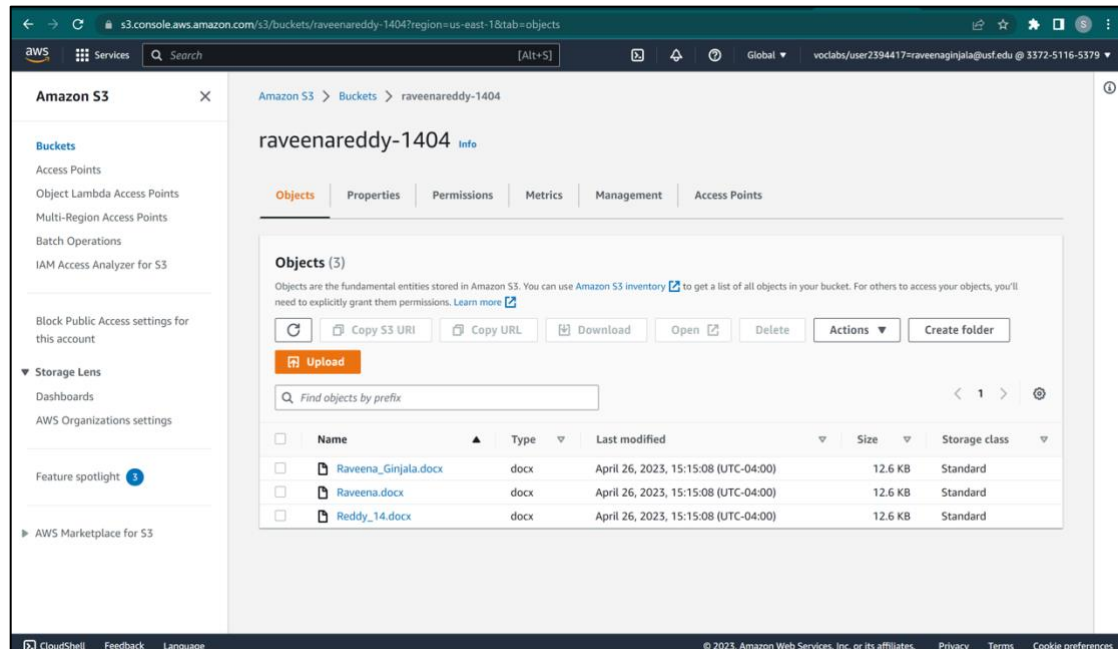 s3.console.aws.amazon.com/s3/buckets/raveenareddy-1404?region=us-east-1&tab=objects
S
aws Services Search [Alt+S] Global voclabs/user2394417=raveenaginjala@usf.edu @ 3372-5116-5379
Amazon S3
Buckets
Access Points
Object Lambda Access Points
Multi-Region Access Points
Batch Operations
IAM Access Analyzer for S3
Block Public Access settings for
this account
Storage Lens
Dashboards
AWS Organizations settings
Feature spotlight 3
AWS Marketplace for S3
Amazon S3 > Buckets > raveenareddy-1404
raveenareddy-1404 Info
Objects Properties Permissions Metrics Management Access Points
Objects (3)
Objects are the fundamental entities stored in Amazon S3. You can use Amazon S3 inventory to get a list of all objects in your bucket. For others to access your objects, you'll
need to explicitly grant them permissions. Learn more
Copy S3 URI Copy URL Download Open Delete Actions Create folder
Upload
Find objects by prefix < 1 >
Name Type Last modified Size Storage class
Raveena_Ginjala.docx docx April 26, 2023, 15:15:08 (UTC-04:00) 12.6 KB Standard
Raveena.docx docx April 26, 2023, 15:15:08 (UTC-04:00) 12.6 KB Standard
Reddy_14.docx docx April 26, 2023, 15:15:08 (UTC-04:00) 12.6 KB Standard
CloudShell Feedback Language © 2023, Amazon Web Services, Inc. or its affiliates. Privacy Terms Cookie preferences